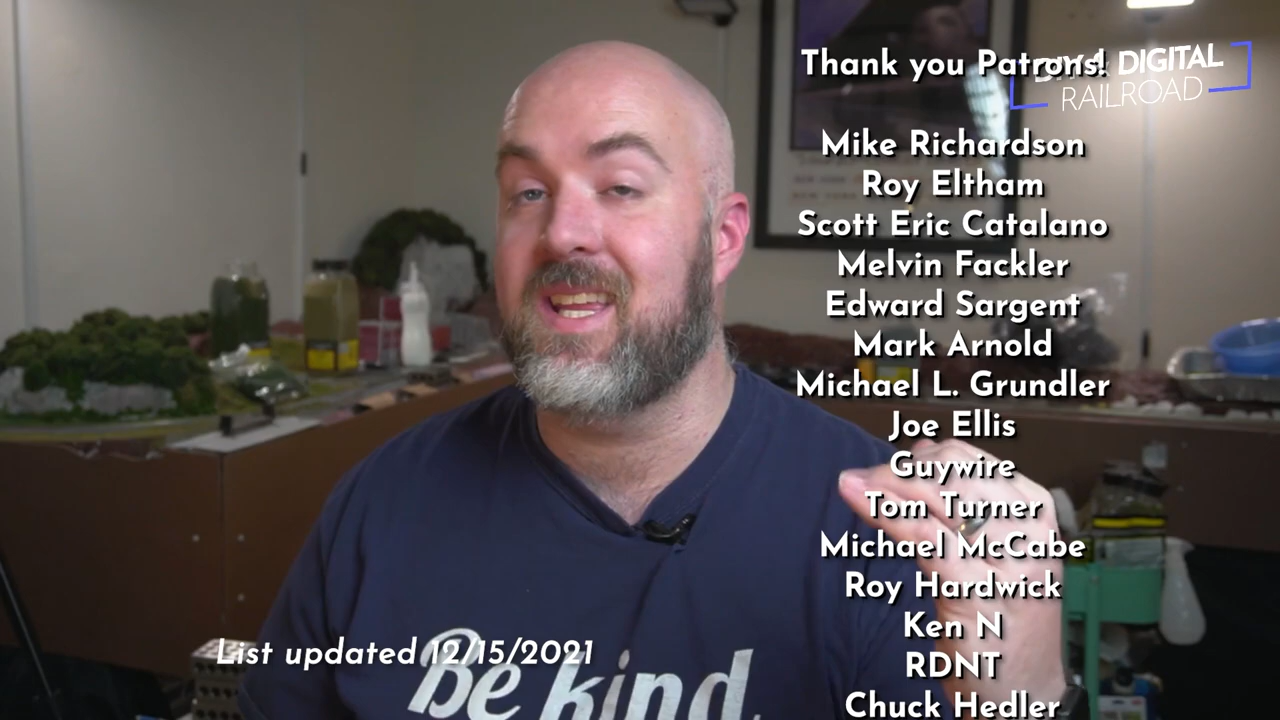 Thank you Patrons!
DIGITAL
RAILROAD
Mike Richardson
Roy Eltham
Scott Eric Catalano
Melvin Fackler
Edward Sargent
Mark Arnold
Michael L. Grundler
Joe Ellis
Guywire
Tom Turner
Michael McCabe
Roy Hardwick
Ken N
RDNT
Chuck Hedler
List updated 12/15/2021
Be kind.